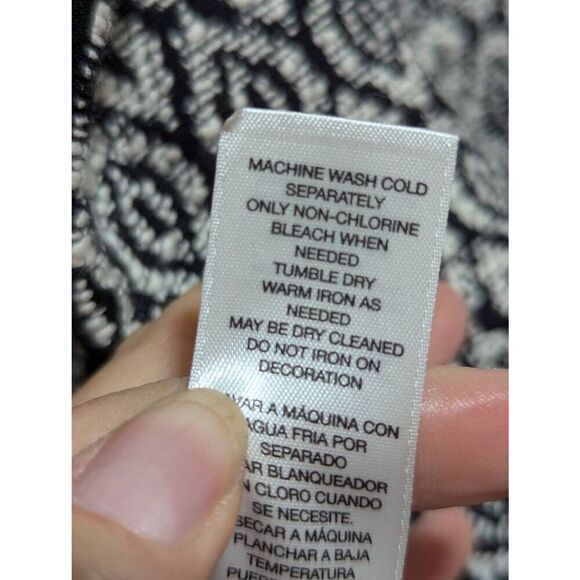 MACHINE WASH COLD
SEPARATELY
ONLY NON-CHLORINE
BLEACH WHEN
NEEDED
TUMBLE DRY
WARM IRON AS
NEEDED
MAY BE DRY CLEANED
DO NOT IRON ON
DECORATION
A MÁQUINA CON
AGUA FRIA POR
SEPARADO
BLANQUEADOR
CLORO CUANDO
SE NECESITE.
SECAR A MÁQUINA
PLANCHAR A BAJA
TEMPERATURA